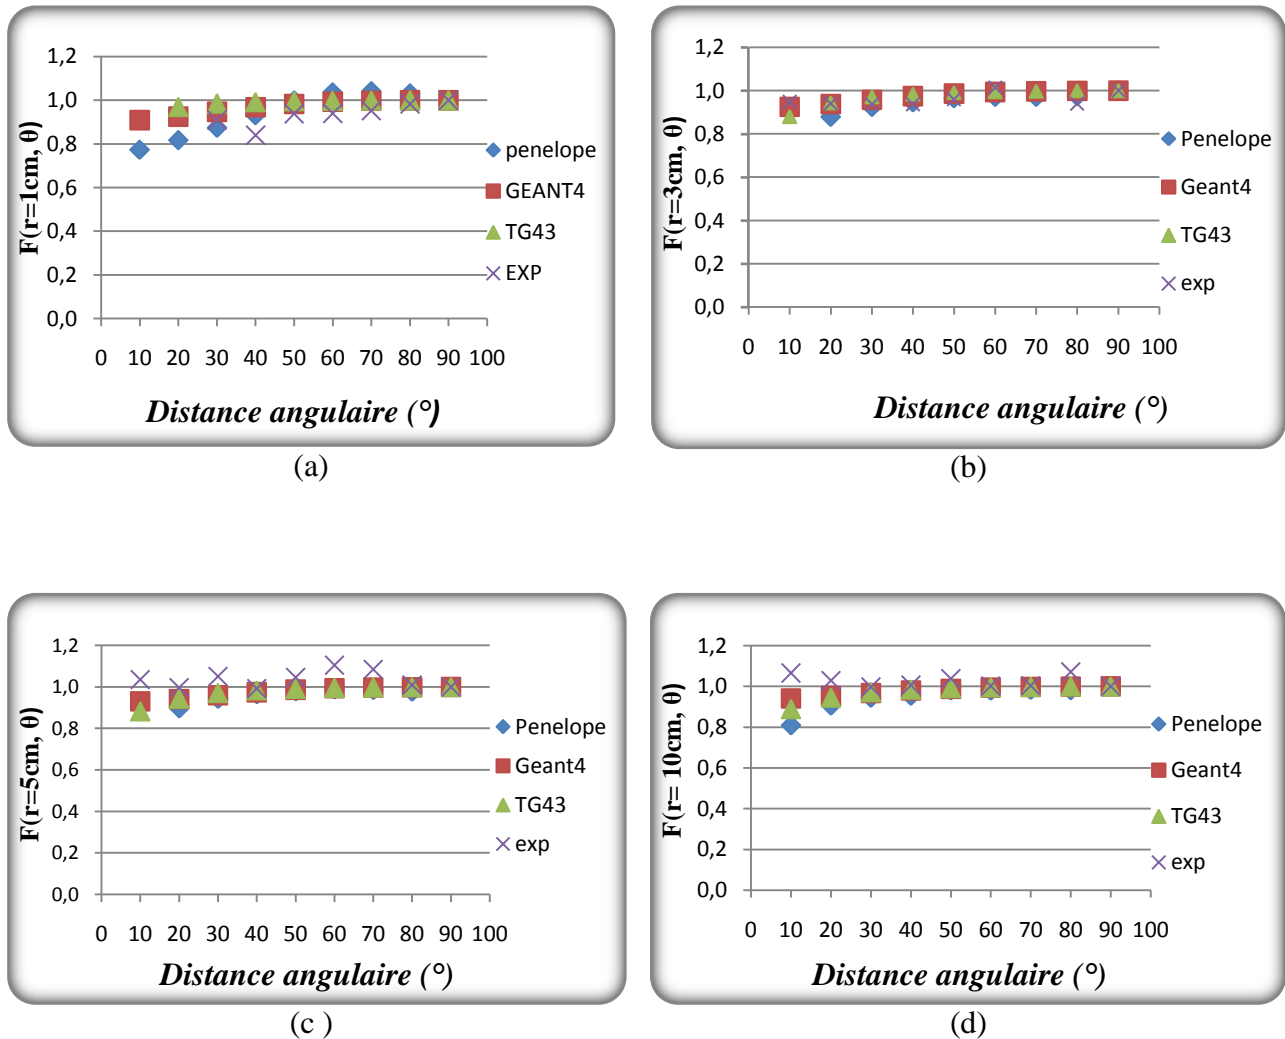 F(r=1cm, θ)
1,2
1,0
0,8
0,6
0,4
0,2
0,0
0 10 20 30 40 50 60 70 80 90 100
penelope
GEANT4
TG43
EXP
Distance angulaire (°)
(a)
F(r=3cm, θ)
1,2
1,0
0,8
0,6
0,4
0,2
0,0
0 10 20 30 40 50 60 70 80 90 100
Penelope
Geant4
TG43
exp
Distance angulaire (°)
(b)
F(r=5cm, θ)
1,2
1,0
0,8
0,6
0,4
0,2
0,0
0 10 20 30 40 50 60 70 80 90 100
Penelope
Geant4
TG43
exp
Distance angulaire (°)
(c )
F(r= 10cm, θ)
1,2
1,0
0,8
0,6
0,4
0,2
0,0
0 10 20 30 40 50 60 70 80 90 100
Penelope
Geant4
TG43
exp
Distance angulaire (°)
(d)